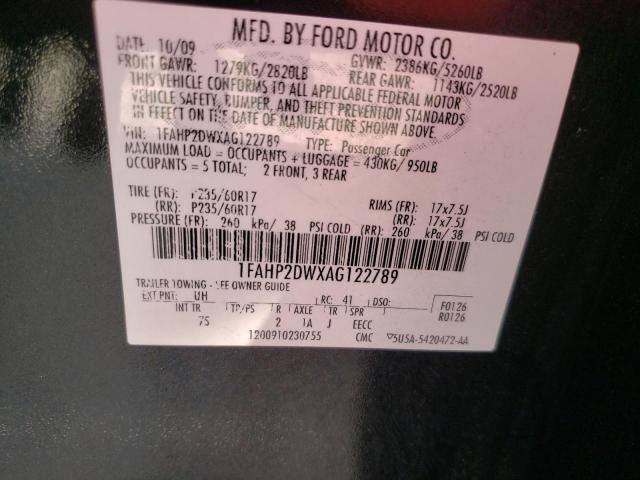 MFD. BY FORD MOTOR CO.
DATE: 10/09 GVWR: 2386KG/5260LB
FRONT GAWR: 1279KG/2820LB REAR GAWR: 1143KG/2520LB
THIS VEHICLE CONFORMS TO ALL APPLICABLE FEDERAL MOTOR
VEHICLE SAFETY, BUMPER, AND THEFT PREVENTION STANDARDS
IN EFFECT ON THE DATE OF MANUFACTURE SHOWN ABOVE.
VIN: 1FAHP2DWXAG122789 TYPE: Passenger Car
MAXIMUM LOAD = OCCUPANTS + LUGGAGE = 430KG/ 950LB
OCCUPANTS = 5 TOTAL; 2 FRONT, 3 REAR
TIRE (FR): P235/60R17 RIMS (FR): 17x7.5J
(RR): P235/60R17 (RR): 17x7.5J
PRESSURE (FR): 260 kPa/ 38 PSI COLD (RR): 260 kPa/ 38 PSI COLD
1FAHP2DWXAG122789
TRAILER TOWING - SEE OWNER GUIDE
EXT PNT: UH RC: 41 DSO: F0126
INT TR TP/PS R AXLE TR SPR R0126
7S 2 1A J EECC
1200910230755 CMC 5U5A-5420472-AA